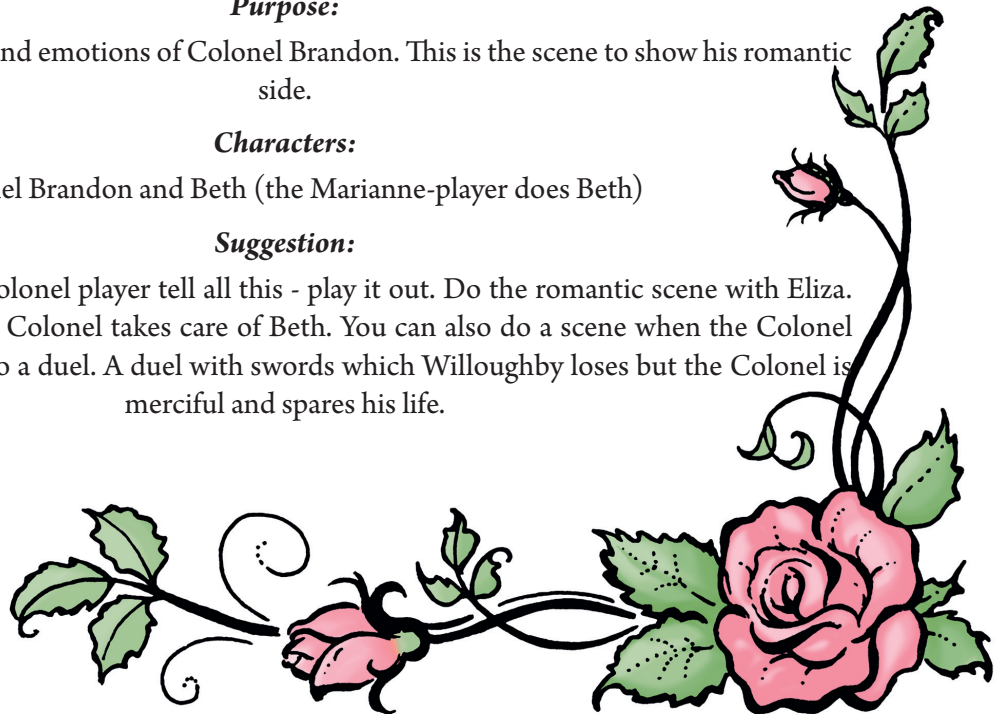 Purpose:
nd emotions of Colonel Brandon. This is the scene to show his romantic
side.
Characters:
el Brandon and Beth (the Marianne-player does Beth)
Suggestion:
olonel player tell all this - play it out. Do the romantic scene with Eliza.
Colonel takes care of Beth. You can also do a scene when the Colonel
o a duel. A duel with swords which Willoughby loses but the Colonel is
merciful and spares his life.